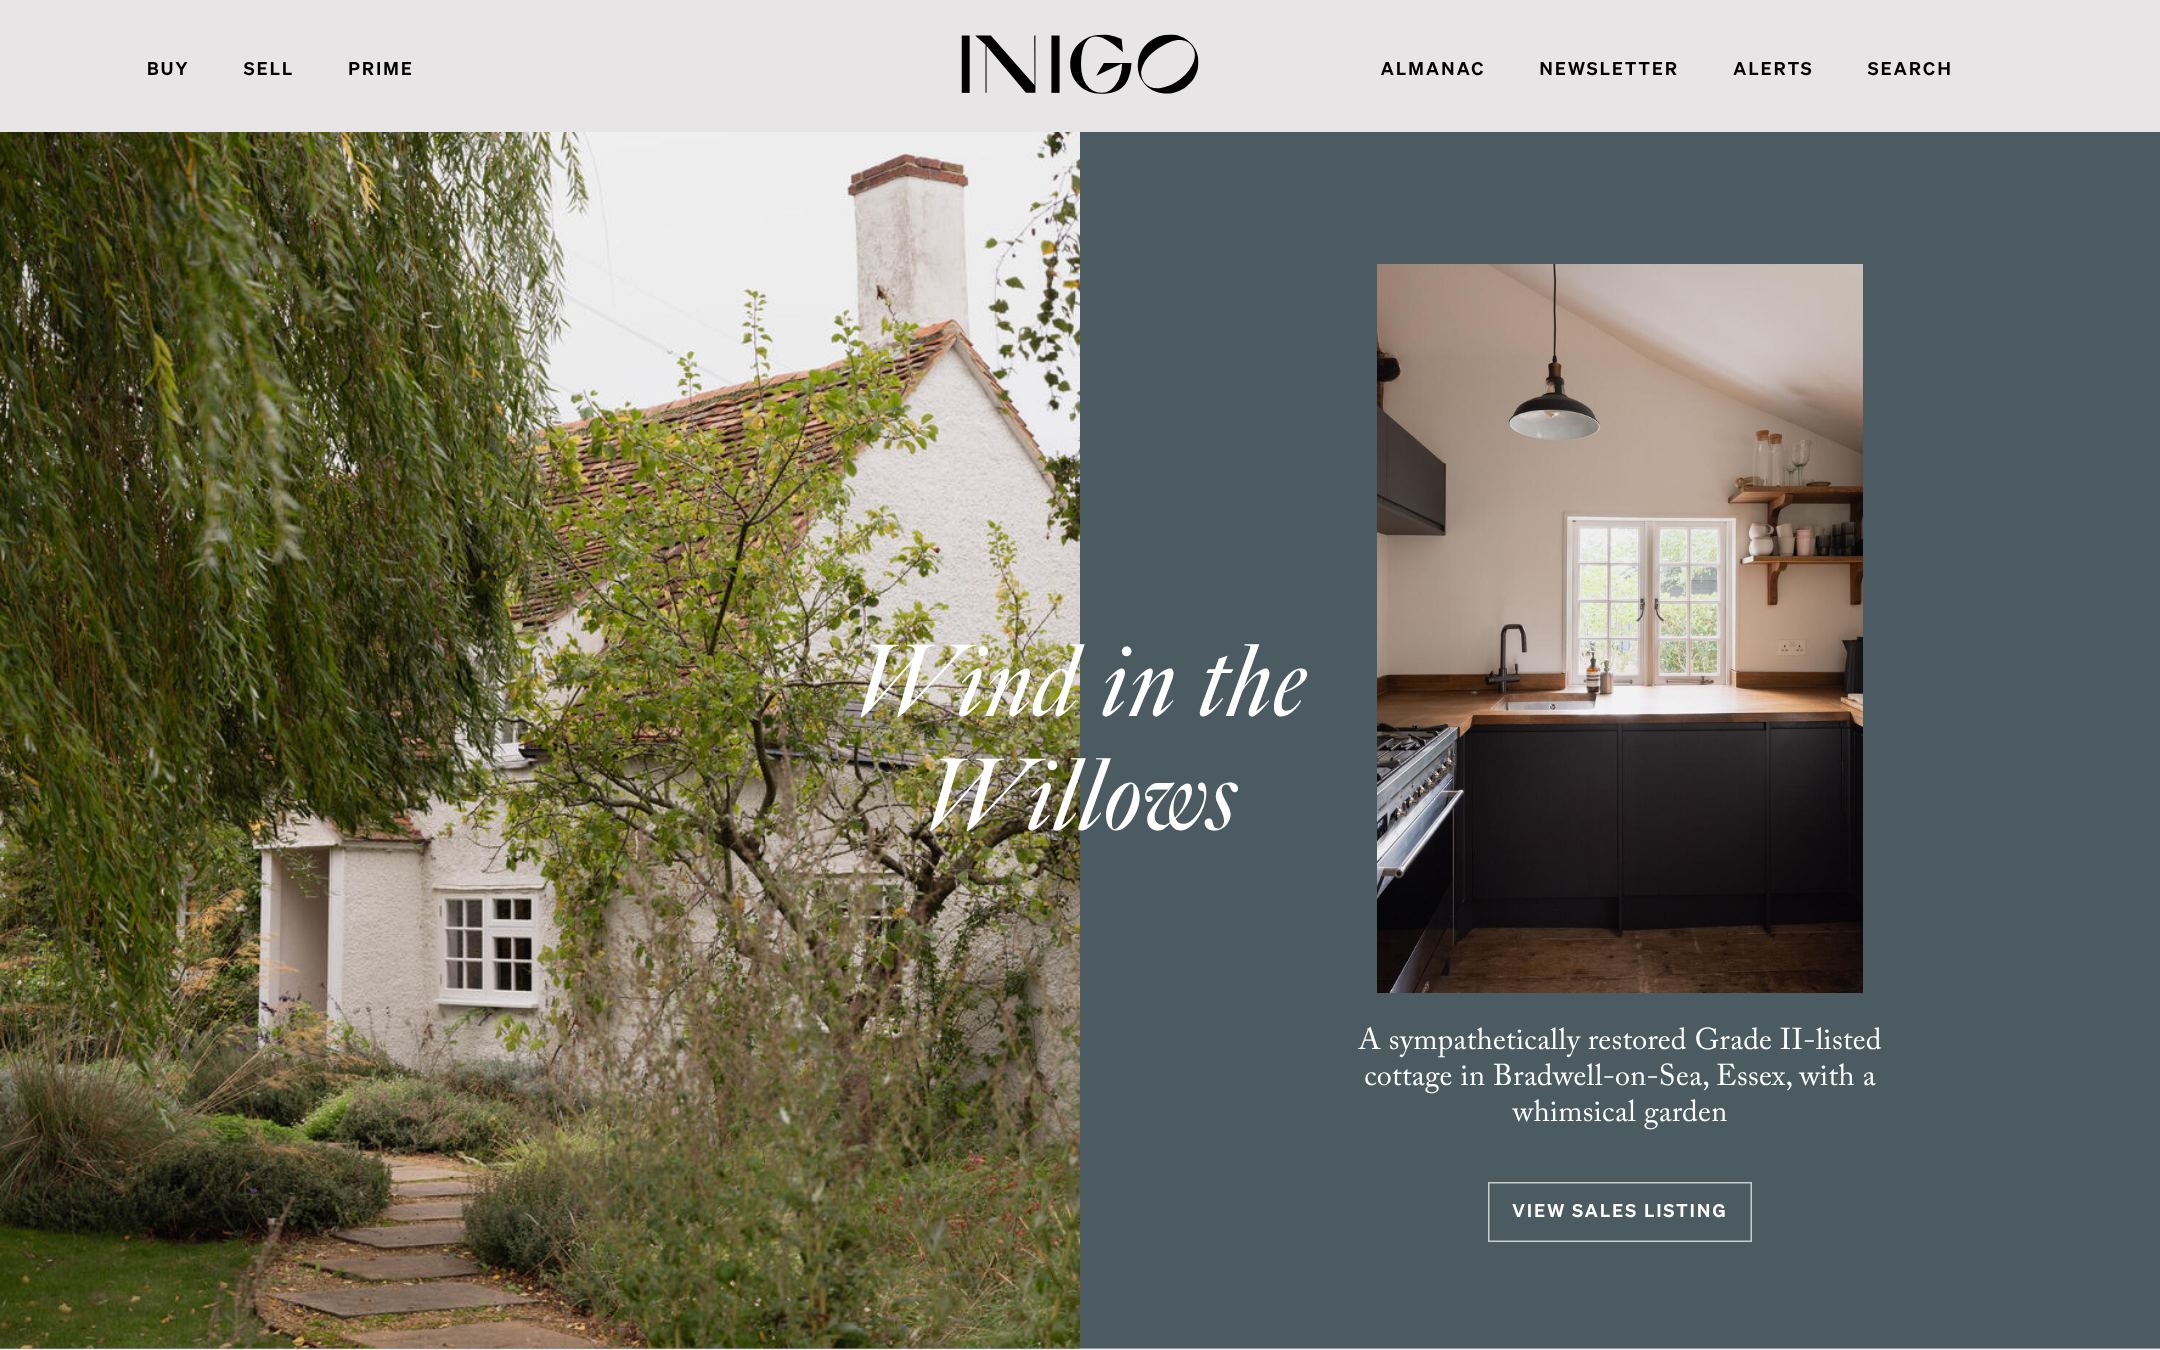 BUY SELL PRIME INIGO ALMANAC NEWSLETTER ALERTS SEARCH
Wind in the
Willows
A sympathetically restored Grade II-listed
cottage in Bradwell-on-Sea, Essex, with a
whimsical garden
VIEW SALES LISTING